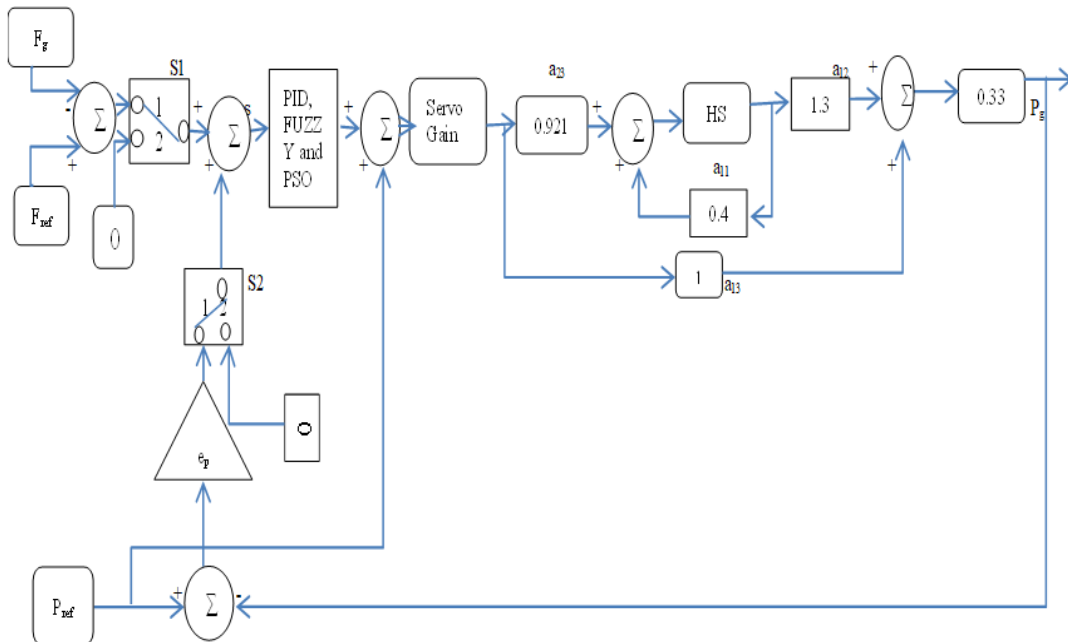 Fg
S1
-
Σ
+
1
2
+
s
Σ
+
Fref
0
PID,
FUZZ
Y and
PSO
+
Σ
+
Servo
Gain
a23
0.921
+
Σ
+
HS
a11
0.4
a12
1.3
+
Σ
+
0.33
Pg
1
a13
S2
1 2
0
ep
Pref
+
Σ
-